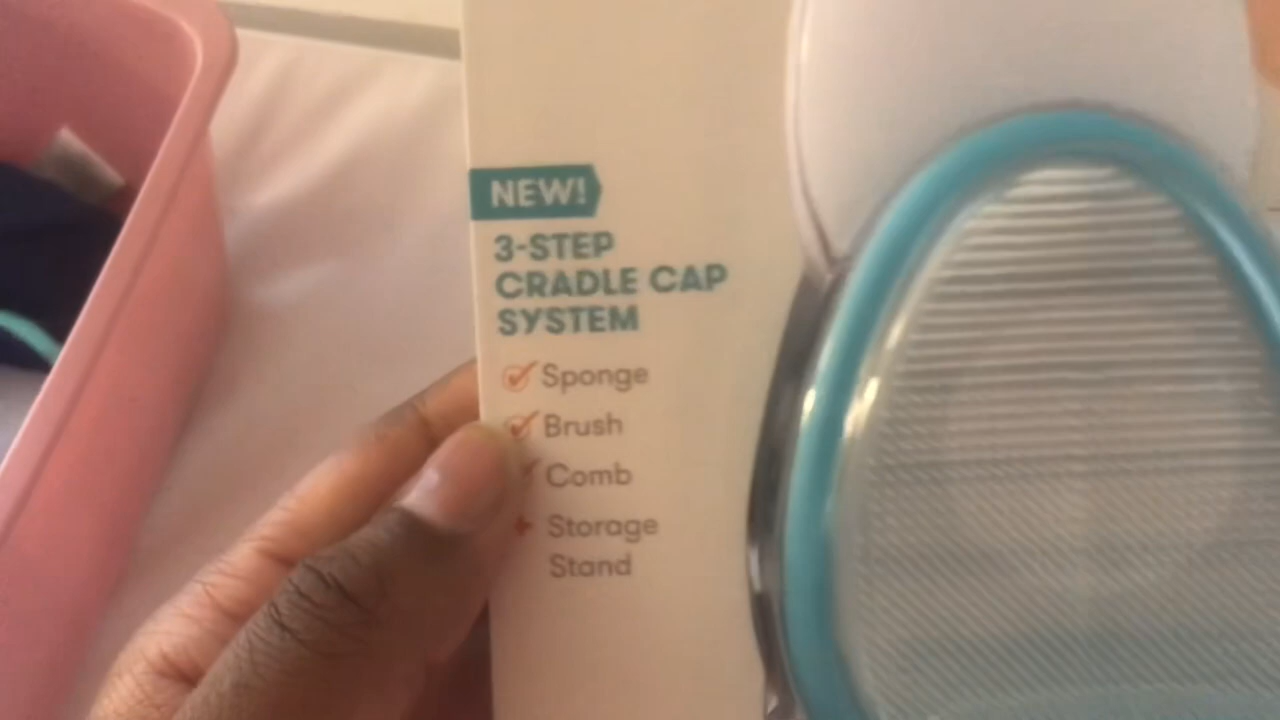 NEW!
3-STEP
CRADLE CAP
SYSTEM
Sponge
Brush
Comb
+ Storage
Stand